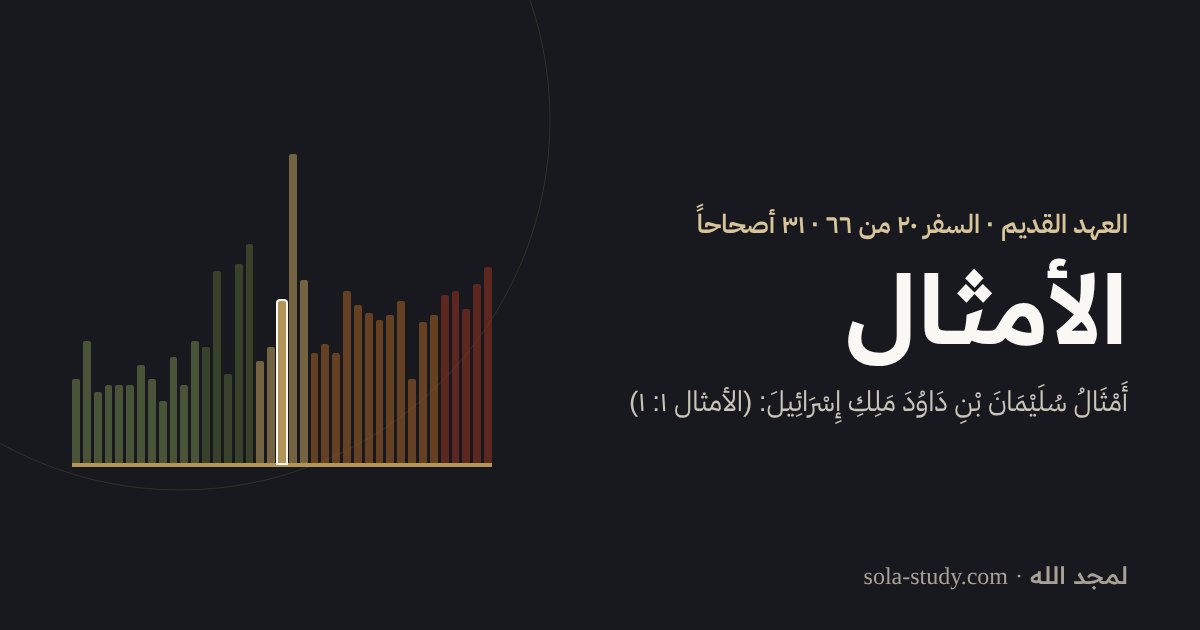 العهد القديم · السفر ٢٠ من ٦٦ · ٣١ أصحاحاً
الأمثال
أَمْثَالُ سُلَيْمَانَ بْنِ دَاوُدَ مَلِكِ إِسْرَائِيلَ: (الأمثال ١: ١)
لمجد الله · sola-study.com